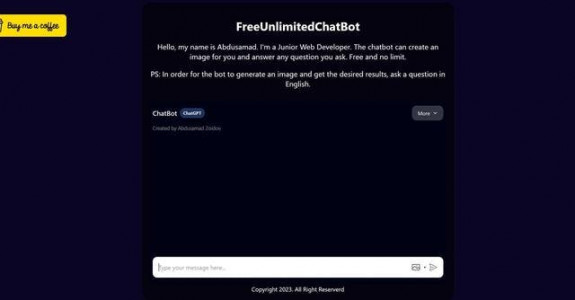 Buy me a coffee
FreeUnlimitedChatBot
Hello, my name is Abdusamad. I'm a Junior Web Developer. The chatbot can create an
image for you and answer any question you ask. Free and no limit.
PS: In order for the bot to generate an image and get the desired results, ask a question in
English.
ChatBot ChatGPT More
Created by Abdusamad Zoidov
Type your message here...
Copyright 2023. All Right Reserverd